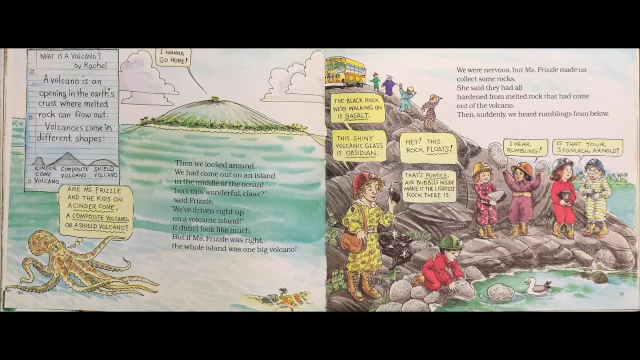 WHAT IS A VOLCANO?
by Rachel
A volcano is an
opening in the earth's
crust where melted
rock can flow out.
Volcanoes come in
different shapes:
CINDER CONE VOLCANO
COMPOSITE VOLCANO
SHIELD VOLCANO
I WANNA
GO HOME!
ARE MS. FRIZZLE
AND THE KIDS ON
A CINDER CONE,
A COMPOSITE VOLCANO,
OR A SHIELD VOLCANO?
Then we looked around.
We had come out on an island
in the middle of the ocean!
"Isn't this wonderful, class?"
said Frizzie.
"We've driven right up
on a volcanic island!"
It didn't look like much.
But if Ms. Frizzle was right,
the whole island was one big volcano!
We were nervous, but Ms. Frizzle made us
collect some rocks.
She said they had all
hardened from melted rock that had come
out of the volcano.
Then, suddenly, we heard rumblings from below.
THE BLACK ROCK
WE'RE WALKING ON
IS BASALT.
THIS SHINY
VOLCANIC GLASS
IS OBSIDIAN.
HEY! THIS
ROCK FLOATS!
THAT'S PUMICE.
AIR BUBBLES INSIDE
MAKE IT THE LIGHTEST
ROCK THERE IS.
I HEAR
RUMBLING!
IS THAT YOUR
STOMACH, ARNOLD?